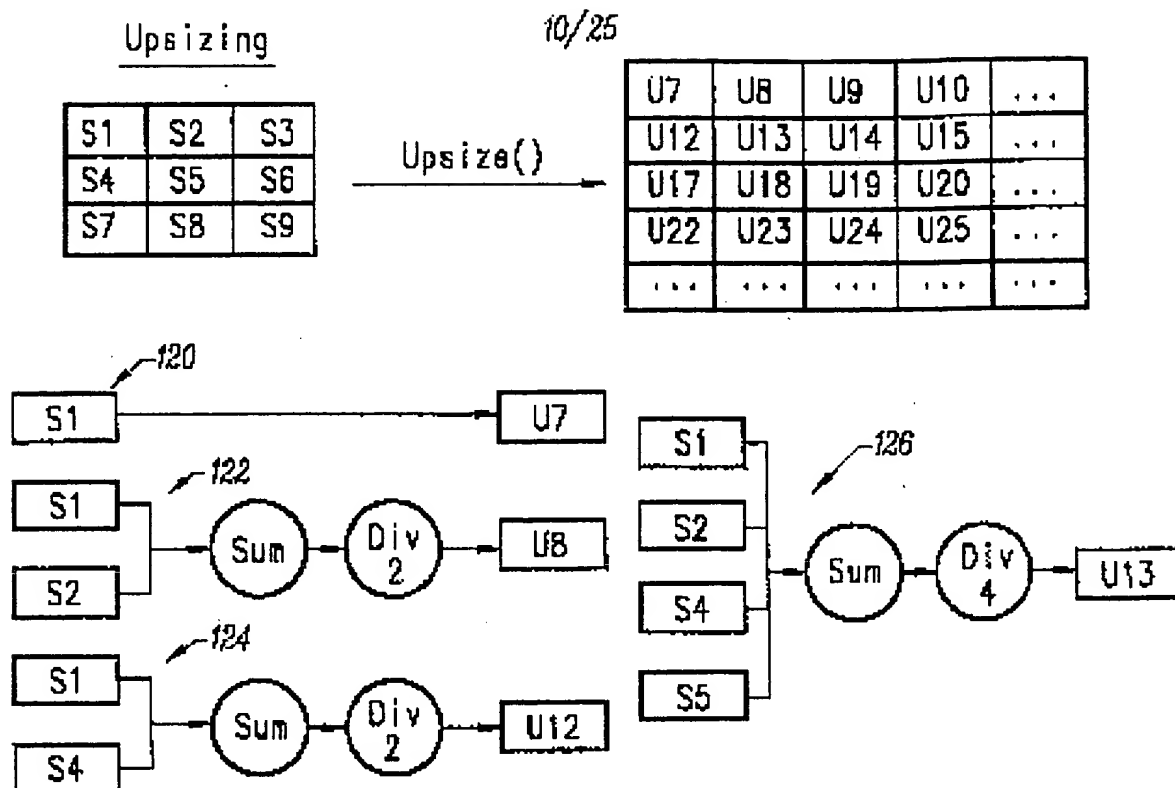 Upsizing
10/25
S1 S2 S3
S4 S5 S6
S7 S8 S9
Upsize()
U7 U8 U9 U10 ...
U12 U13 U14 U15 ...
U17 U18 U19 U20 ...
U22 U23 U24 U25 ...
... ... ... ... ...
120
S1
U7
122
S1
S2
Sum
Div
2
U8
124
S1
S4
Sum
Div
2
U12
126
S1
S2
S4
S5
Sum
Div
4
U13